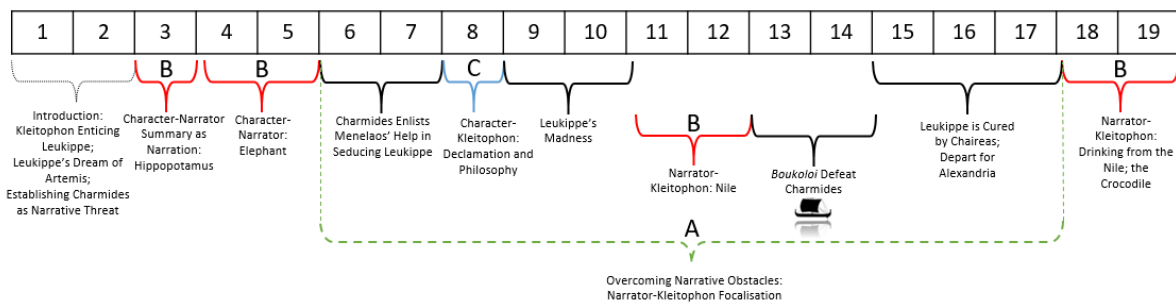 1 2 3 4 5 6 7 8 9 10 11 12 13 14 15 16 17 18 19
B B C B
Introduction:
Kleitophon Enticing
Leukippe;
Leukippe's Dream of
Artemis;
Establishing Charmides
as Narrative Threat
Character-Narrator
Summary as
Narration:
Hippopotamus
Character-
Narrator:
Elephant
Charmides Enlists
Menelaos' Help in
Seducing Leukippe
Character-
Kleitophon:
Declamation and
Philosophy
Leukippe's
Madness
B
Narrator-
Kleitophon: Nile
Boukoloi Defeat
Charmides
Leukippe is Cured
by Chaireas;
Depart for
Alexandria
Narrator-
Kleitophon:
Drinking from the
Nile; the
Crocodile
A
Overcoming Narrative Obstacles:
Narrator-Kleitophon Focalisation